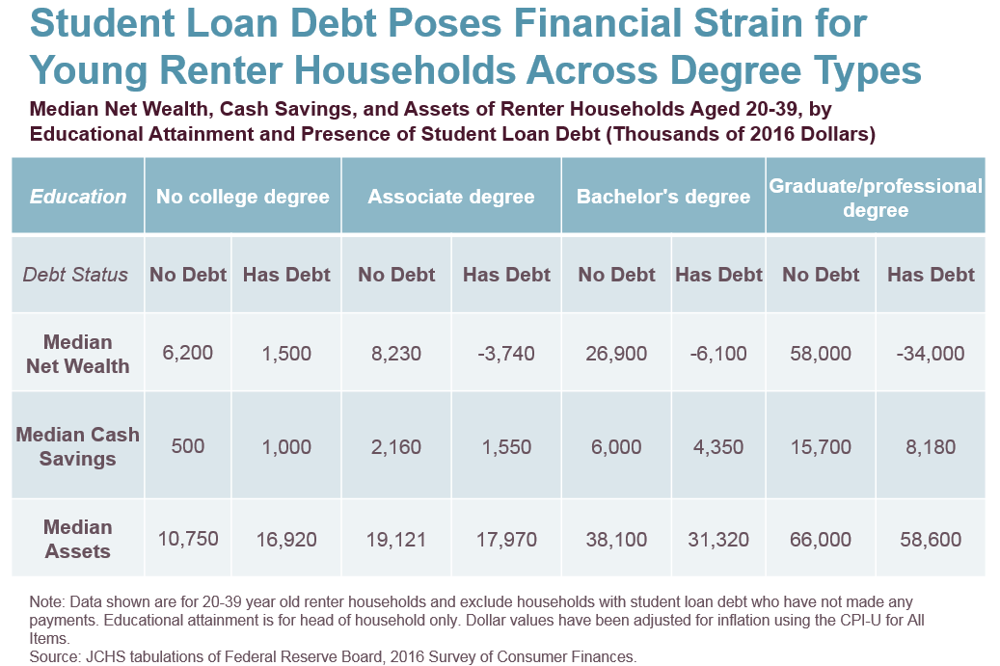 Student Loan Debt Poses Financial Strain for
Young Renter Households Across Degree Types
Median Net Wealth, Cash Savings, and Assets of Renter Households Aged 20-39, by
Educational Attainment and Presence of Student Loan Debt (Thousands of 2016 Dollars)
Education No college degree Associate degree Bachelor's degree Graduate/professional degree
Debt Status No Debt Has Debt No Debt Has Debt No Debt Has Debt No Debt Has Debt
Median Net Wealth 6,200 1,500 8,230 -3,740 26,900 -6,100 58,000 -34,000
Median Cash Savings 500 1,000 2,160 1,550 6,000 4,350 15,700 8,180
Median Assets 10,750 16,920 19,121 17,970 38,100 31,320 66,000 58,600
Note: Data shown are for 20-39 year old renter households and exclude households with student loan debt who have not made any
payments. Educational attainment is for head of household only. Dollar values have been adjusted for inflation using the CPI-U for All
Items.
Source: JCHS tabulations of Federal Reserve Board, 2016 Survey of Consumer Finances.